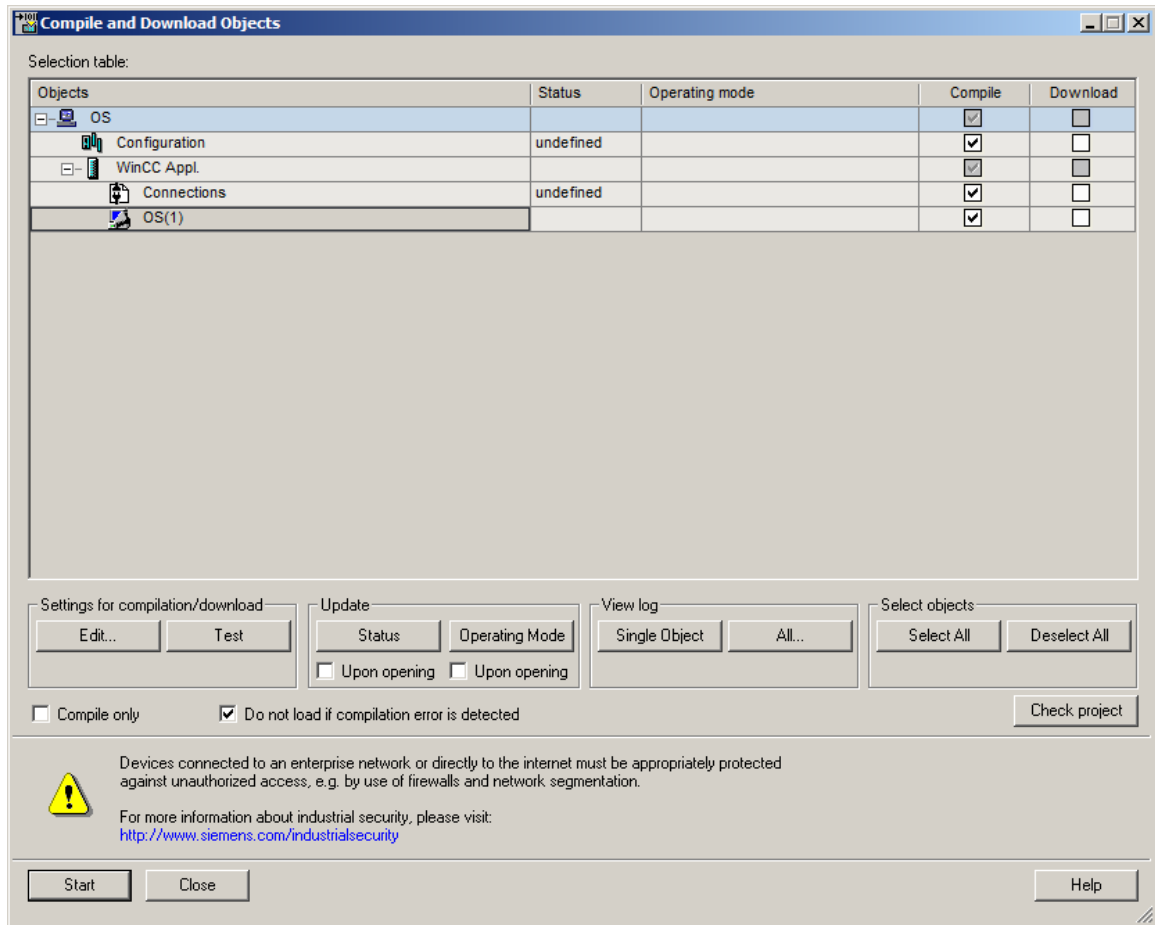 Compile and Download Objects
Selection table:
Objects Status Operating mode Compile Download
OS
Configuration undefined
WinCC Appl.
Connections undefined
OS(1)
Settings for compilation/download Update View log Select objects
Edit... Test Status Operating Mode Single Object All... Select All Deselect All
Upon opening Upon opening
Compile only Do not load if compilation error is detected Check project
Devices connected to an enterprise network or directly to the internet must be appropriately protected
against unauthorized access, e.g. by use of firewalls and network segmentation.
For more information about industrial security, please visit:
http://www.siemens.com/industrialsecurity
Start Close Help